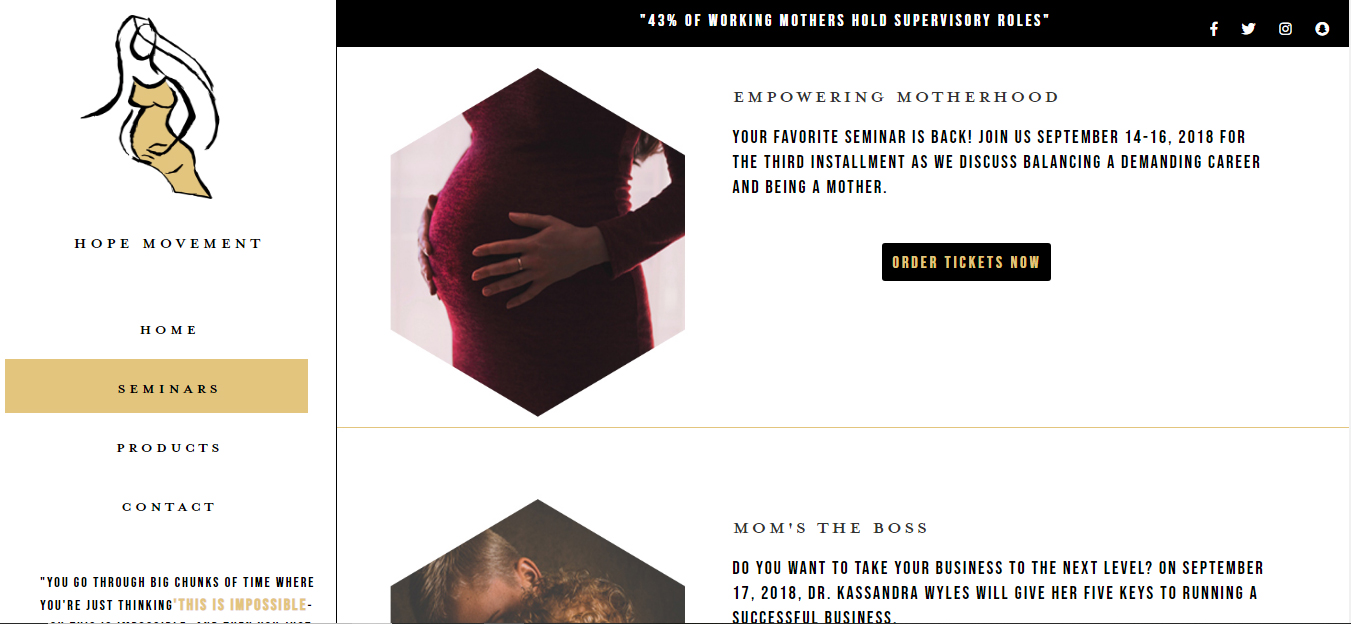 "43% OF WORKING MOTHERS HOLD SUPERVISORY ROLES"
HOPE MOVEMENT
HOME
SEMINARS
PRODUCTS
CONTACT
"YOU GO THROUGH BIG CHUNKS OF TIME WHERE
YOU'RE JUST THINKING'THIS IS IMPOSSIBLE-
EMPOWERING MOTHERHOOD
YOUR FAVORITE SEMINAR IS BACK! JOIN US SEPTEMBER 14-16, 2018 FOR
THE THIRD INSTALLMENT AS WE DISCUSS BALANCING A DEMANDING CAREER
AND BEING A MOTHER.
ORDER TICKETS NOW
MOM'S THE BOSS
DO YOU WANT TO TAKE YOUR BUSINESS TO THE NEXT LEVEL? ON SEPTEMBER
17, 2018, DR. KASSANDRA WYLES WILL GIVE HER FIVE KEYS TO RUNNING A
SUCCESSFUL BUSINESS.